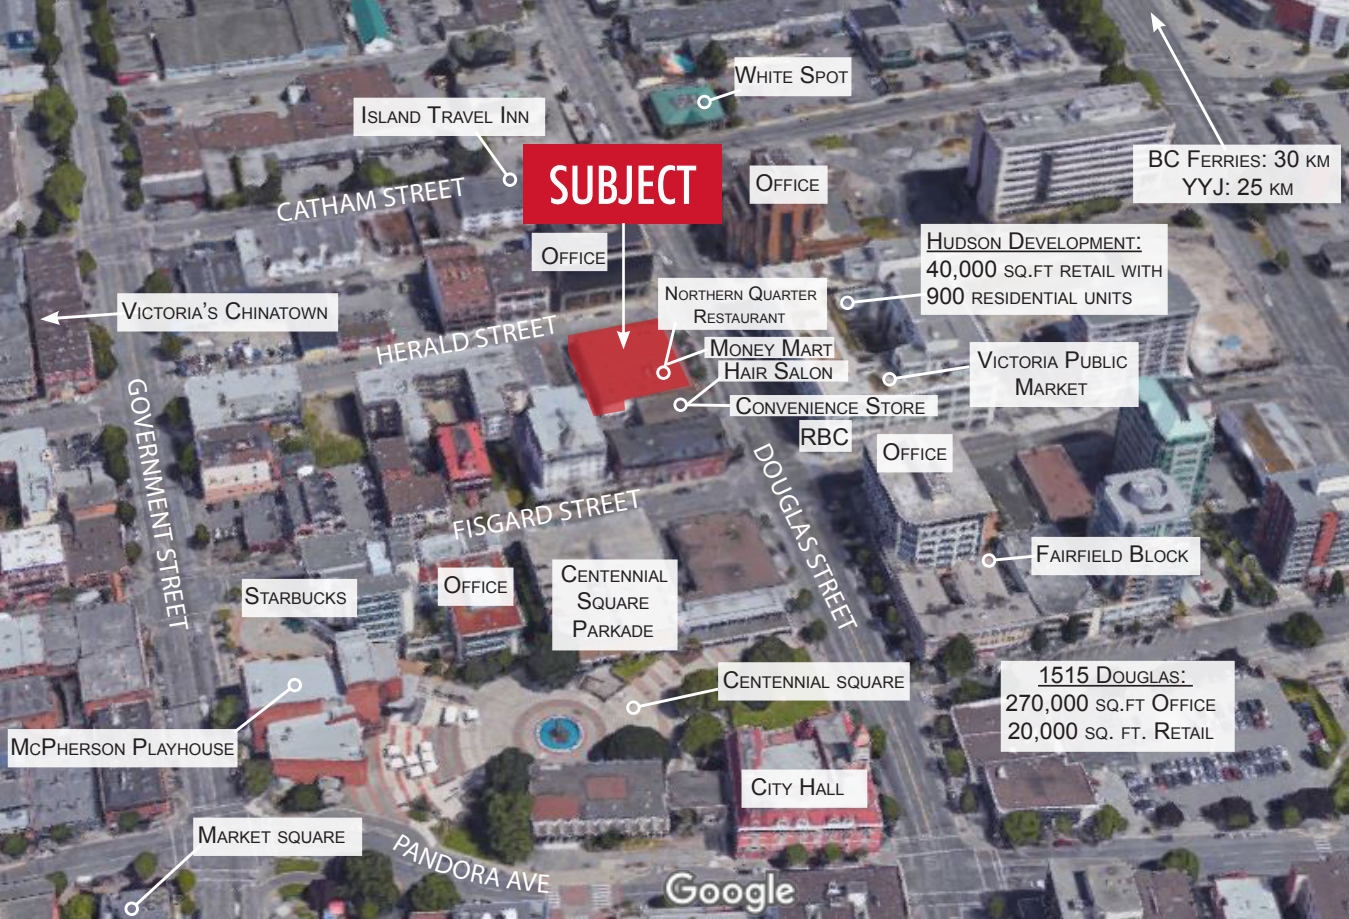 White Spot
Island Travel Inn
BC Ferries: 30 km
YYJ: 25 km
SUBJECT
Office
CATHAM STREET
Office
Hudson Development:
40,000 sq.ft retail with
900 residential units
Northern Quarter
Restaurant
Victoria's Chinatown
HERALD STREET
Money Mart
Hair Salon
Victoria Public
Market
Convenience Store
RBC
GOVERNMENT STREET
Office
DOUGLAS STREET
FISGARD STREET
Fairfield Block
Centennial
Square
Parkade
Office
Starbucks
Centennial square
1515 Douglas:
270,000 sq.ft Office
20,000 sq. ft. Retail
McPherson Playhouse
City Hall
Market square
PANDORA AVE
Google